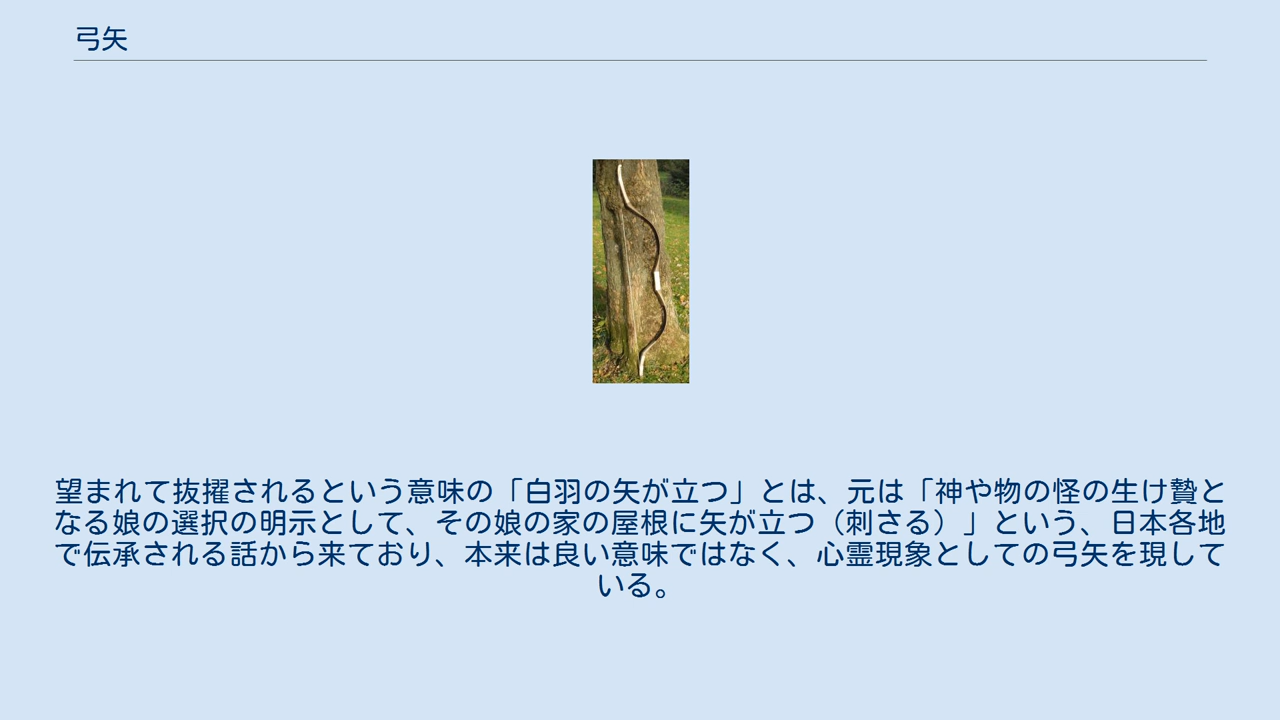 弓矢
望まれて抜擢されるという意味の「白羽の矢が立つ」とは、元は「神や物の怪の生け贄と
なる娘の選択の明示として、その娘の家の屋根に矢が立つ（刺さる）」という、日本各地
で伝承される話から来ており、本来は良い意味ではなく、心霊現象としての弓矢を現して
いる。